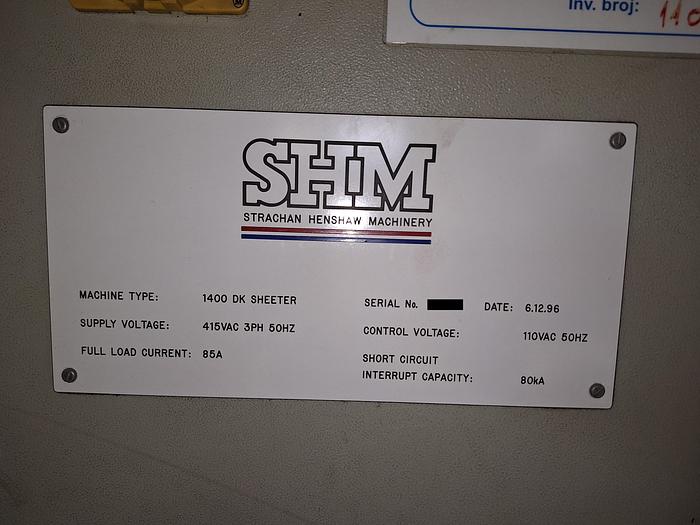 Inv. broj:
SHM
STRACHAN HENSHAW MACHINERY
MACHINE TYPE: 1400 DK SHEETER
SERIAL No. DATE: 6.12.96
SUPPLY VOLTAGE: 415VAC 3PH 50HZ
CONTROL VOLTAGE: 110VAC 50HZ
FULL LOAD CURRENT: 85A
SHORT CIRCUIT
INTERRUPT CAPACITY: 80kA